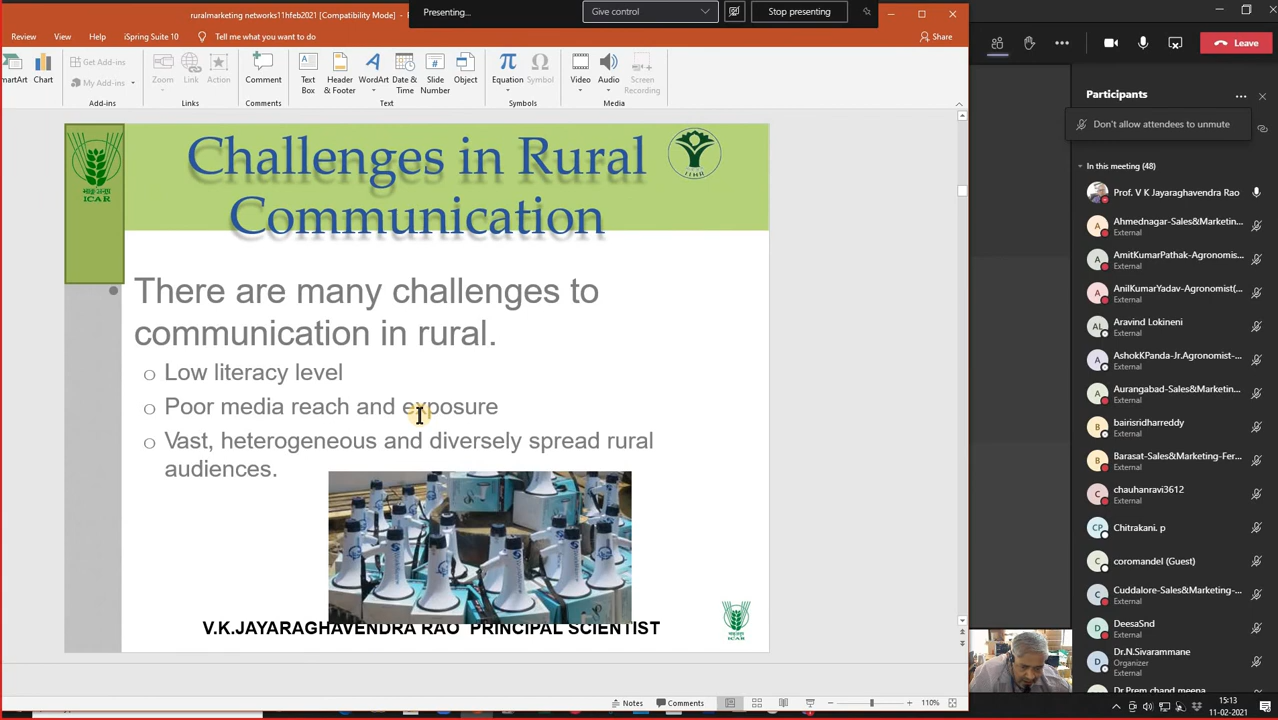 ruralmarketing networks11hfeb2021 [Compatibility Mode] -
Presenting...
Give control
Stop presenting
Review View Help iSpring Suite 10 Tell me what you want to do
Share
Leave
Get Add-ins
My Add-ins
Chart
Zoom Link Action
Comment
Text Box
Header & Footer
WordArt
Date & Time
Slide Number
Object
Equation
Symbol
Video
Audio
Screen Recording
Add-ins Links Comments Text Symbols Media
Challenges in Rural
Communication
ICAR
There are many challenges to
communication in rural.
Low literacy level
Poor media reach and exposure
Vast, heterogeneous and diversely spread rural
audiences.
V.K.JAYARAGHAVENDRA RAO PRINCIPAL SCIENTIST
ICAR
Notes Comments 110%
Participants
Don't allow attendees to unmute
In this meeting (48)
Prof. V K Jayaraghavendra Rao
Ahmednagar-Sales&Marketin...
External
AmitKumarPathak-Agronomis...
External
AnilKumarYadav-Agronomist(...
External
AL Aravind Lokineni
External
AshokKPanda-Jr.Agronomist-...
External
Aurangabad-Sales&Marketin...
External
bairisridharreddy
External
Barasat-Sales&Marketing-Fer...
External
chauhanravi3612
External
CP Chitrakani. p
coromandel (Guest)
Cuddalore-Sales&Marketing-...
External
DeesaSnd
External
Dr.N.Sivarammane
Organizer
External
Dr Prem chand meena
15:13
11-02-2021